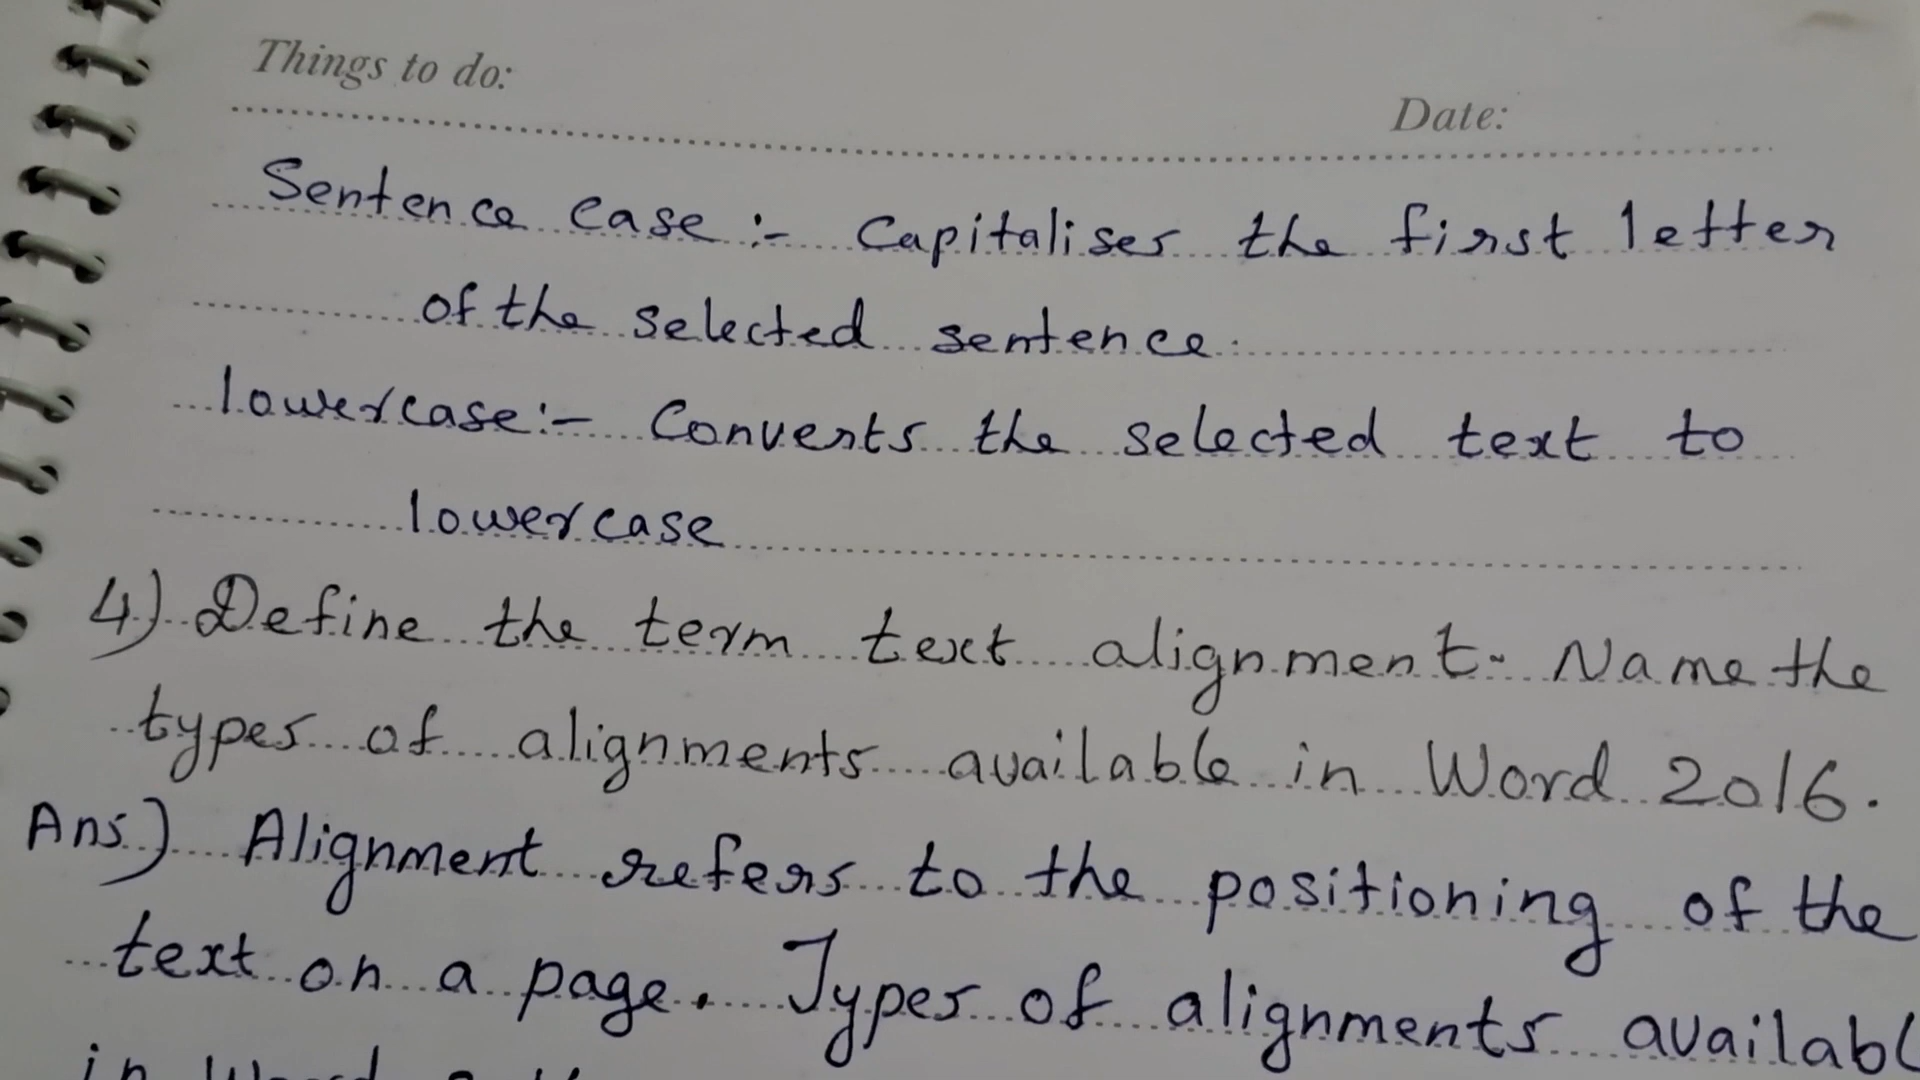 Things to do:
Date:
Sentence case :- Capitalises the first letter
of the selected sentence.
lowercase:- Converts the selected text to
lowercase
4) Define the term text alignment. Name the
types of alignments available in Word 2016.
Ans) Alignment refers to the positioning of the
text on a page. Types of alignments availabl
in Word